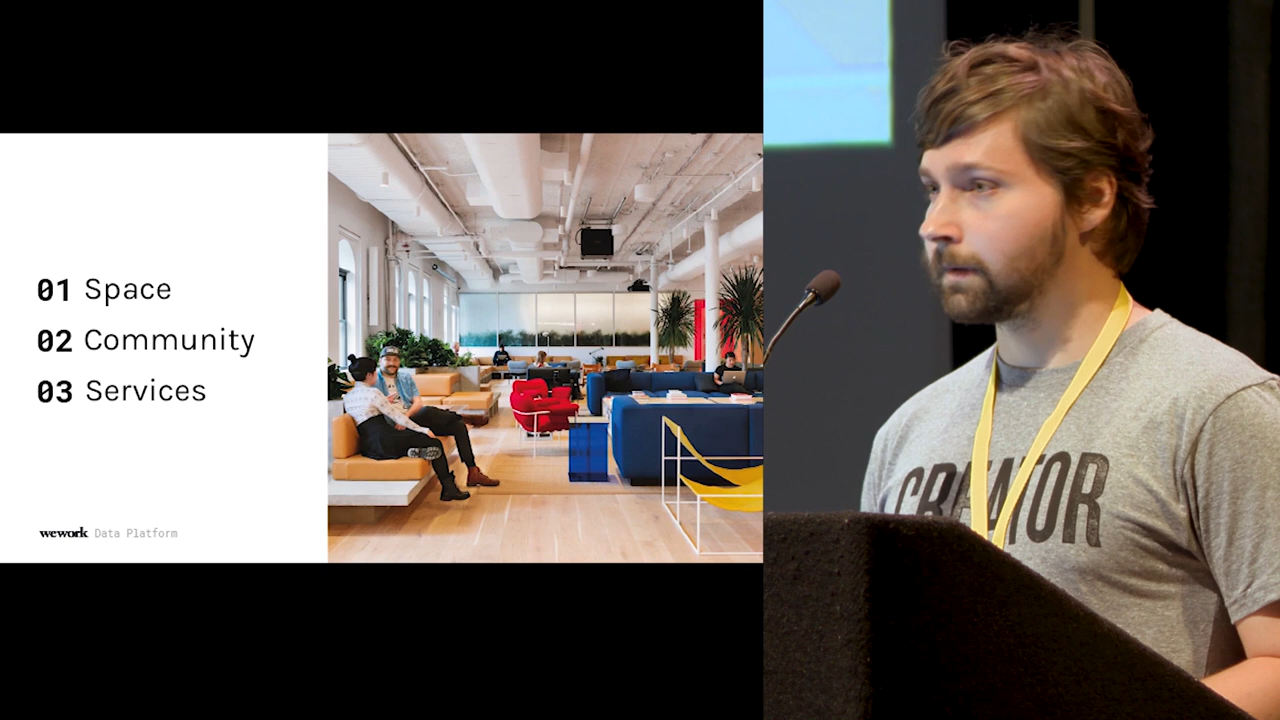 01 Space
02 Community
03 Services
wework Data Platform
CREATOR